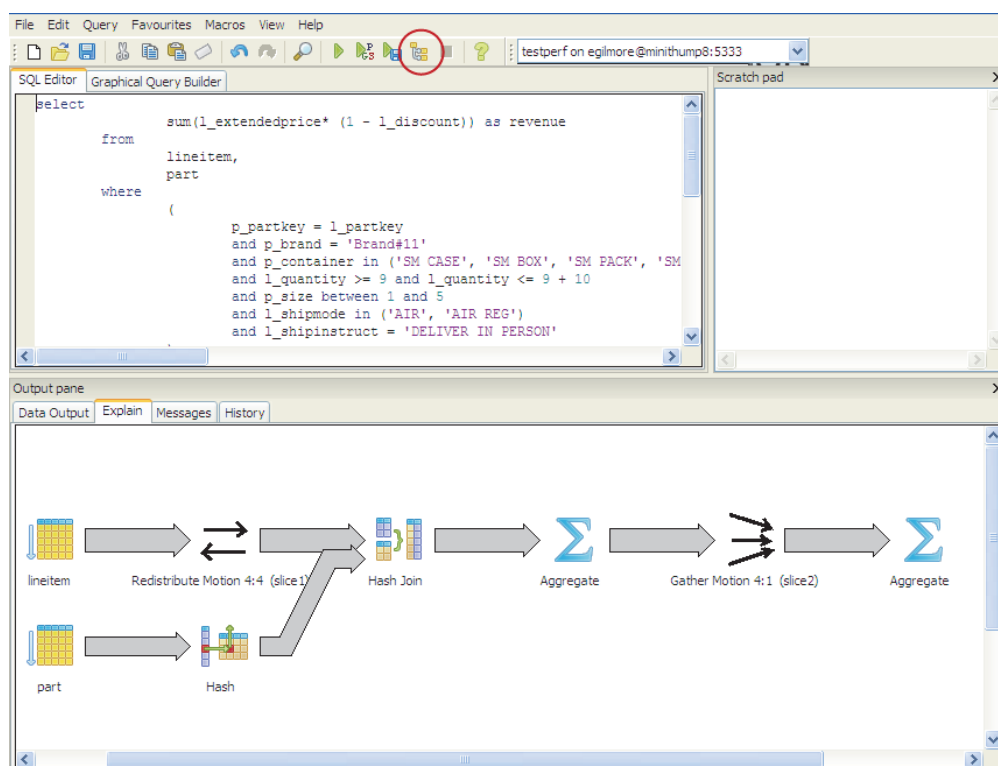 File Edit Query Favourites Macros View Help
testperf on egilmore@minithump8:5333
SQL Editor Graphical Query Builder
Scratch pad
select
sum(l_extendedprice* (1 - l_discount)) as revenue
from
lineitem,
part
where
(
p_partkey = l_partkey
and p_brand = 'Brand#11'
and p_container in ('SM CASE', 'SM BOX', 'SM PACK', 'SM
and l_quantity >= 9 and l_quantity <= 9 + 10
and p_size between 1 and 5
and l_shipmode in ('AIR', 'AIR REG')
and l_shipinstruct = 'DELIVER IN PERSON'
Output pane
Data Output Explain Messages History
lineitem Redistribute Motion 4:4 (slice1) Hash Join Aggregate Gather Motion 4:1 (slice2) Aggregate
part Hash